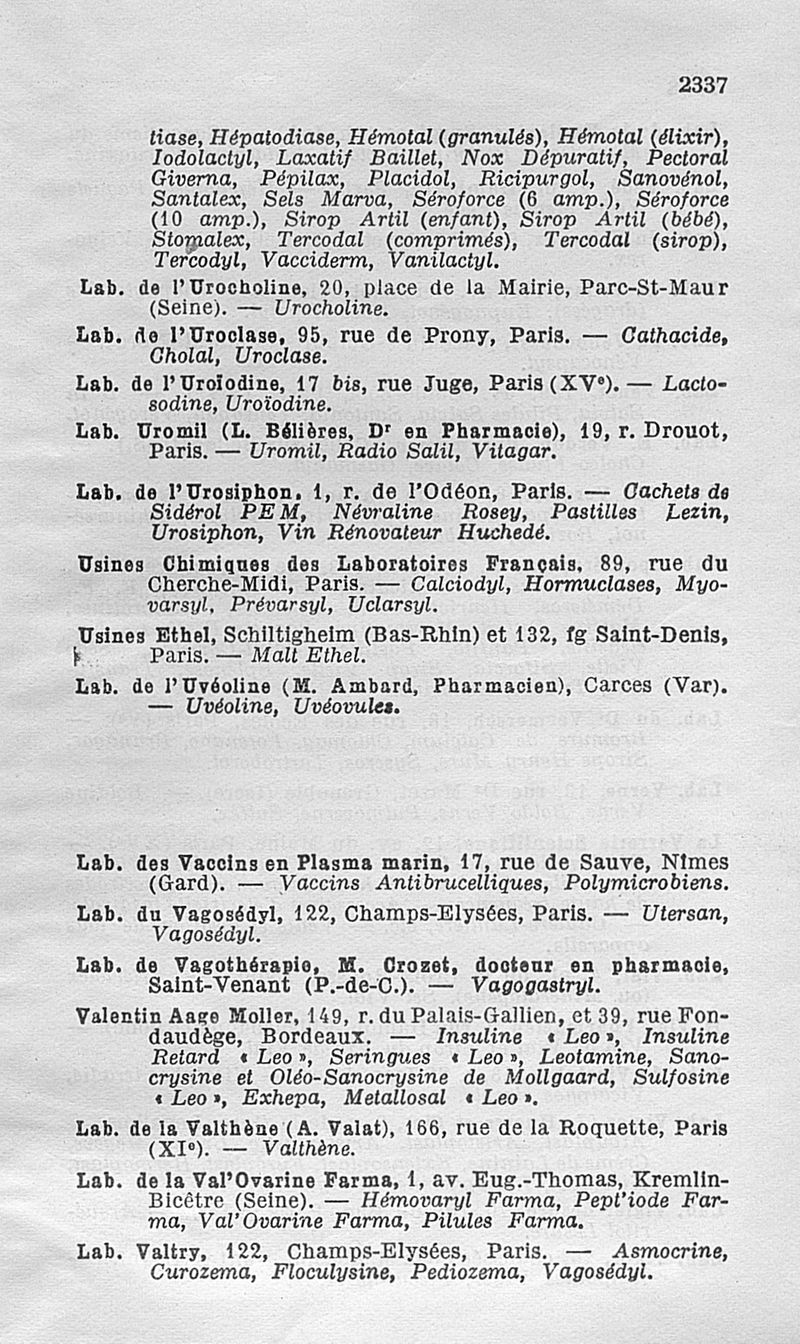 2337
tiase, Hépatodiase, Hémotal (granulés), Hémotal (élixir),
Iodolactyl, Laxatif Baillet, Nox Dépuratif, Pectoral
Giverna, Pépilax, Placidol, Ricipurgol, Sanovénol,
Santalex, Sels Marva, Séroforce (6 amp.), Séroforce
(10 amp.), Sirop Artil (enfant), Sirop Artil (bébé),
Stomalex, Tercodal (comprimés), Tercodal (sirop),
Tercodyl, Vacciderm, Vanilactyl.
Lab. de l'Urocholine, 20, place de la Mairie, Parc-St-Maur
(Seine). — Urocholine.
Lab. de l'Uroclase, 95, rue de Prony, Paris. — Cathacide,
Cholal, Uroclase.
Lab. de l'Uroïodine, 17 bis, rue Juge, Paris (XVe). — Lacto-
sodine, Uroïodine.
Lab. Uromil (L. Bélières, Dr en Pharmacie), 19, r. Drouot,
Paris. — Uromil, Radio Salil, Vitagar.
Lab. de l'Urosiphon, 1, r. de l'Odéon, Paris. — Cachets de
Sidérol PEM, Névraline Rosey, Pastilles Lezin,
Urosiphon, Vin Rénovateur Huchedé.
Usines Chimiques des Laboratoires Français, 89, rue du
Cherche-Midi, Paris. — Calciodyl, Hormuclases, Myo-
varsyl, Prévarsyl, Uclarsyl.
Usines Ethel, Schiltigheim (Bas-Rhin) et 132, fg Saint-Denis,
Paris. — Malt Ethel.
Lab. de l'Uvéoline (M. Ambard, Pharmacien), Carces (Var).
— Uvéoline, Uvéovules.
Lab. des Vaccins en Plasma marin, 17, rue de Sauve, Nîmes
(Gard). — Vaccins Antibrucelliques, Polymicrobiens.
Lab. du Vagosédyl, 122, Champs-Elysées, Paris. — Utersan,
Vagosédyl.
Lab. de Vagothérapie, M. Crozet, docteur en pharmacie,
Saint-Venant (P.-de-C.). — Vagogastryl.
Valentin Aage Moller, 149, r. du Palais-Gallien, et 39, rue Fon-
daudège, Bordeaux. — Insuline « Leo », Insuline
Retard « Leo », Seringues « Leo », Leotamine, Sano-
crysine et Oléo-Sanocrysine de Mollgaard, Sulfosine
« Leo », Exhepa, Metallosal « Leo ».
Lab. de la Valthène (A. Valat), 166, rue de la Roquette, Paris
(XIe). — Valthène.
Lab. de la Val'Ovarine Farma, 1, av. Eug.-Thomas, Kremlin-
Bicêtre (Seine). — Hémovaryl Farma, Pept'iode Far-
ma, Val'Ovarine Farma, Pilules Farma.
Lab. Valtry, 122, Champs-Elysées, Paris. — Asmocrine,
Curozema, Floculysine, Pediozema, Vagosédyl.